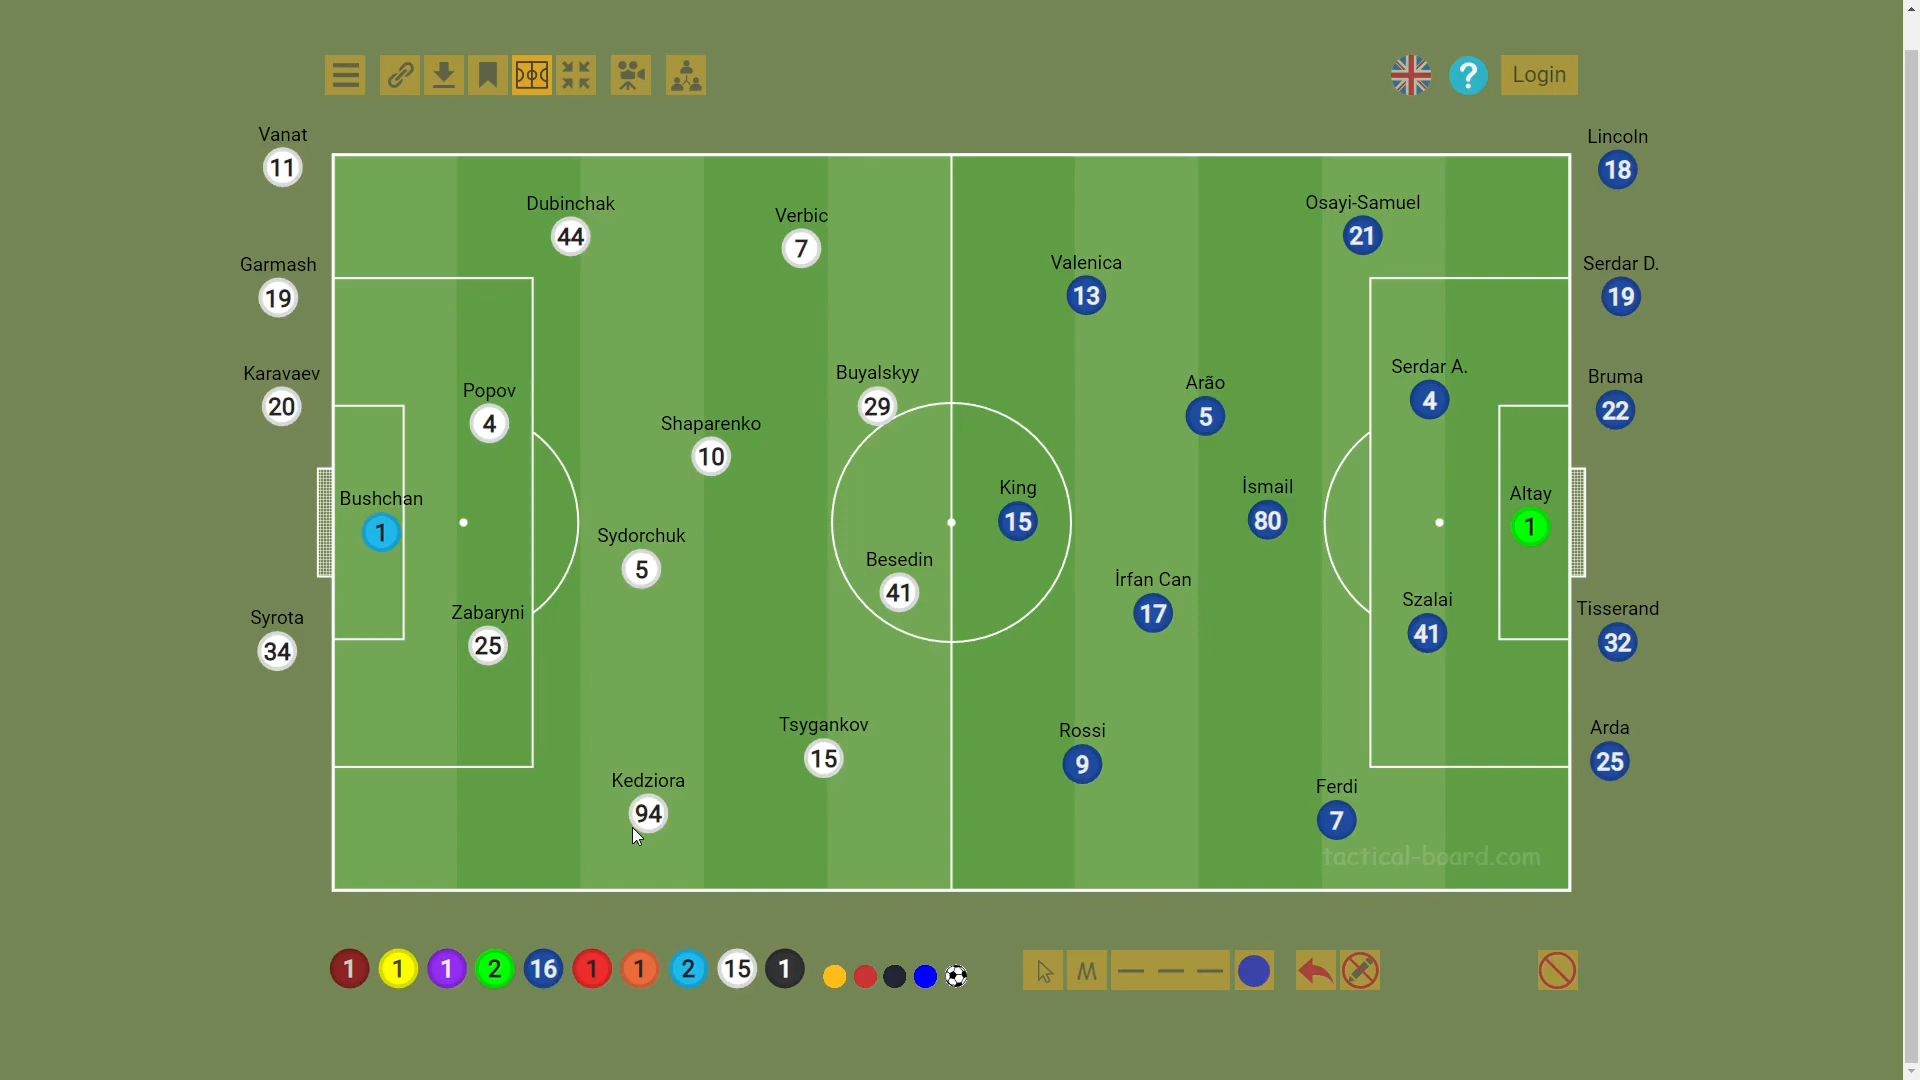 ? Login
Vanat
11
Lincoln
18
Dubinchak
44
Verbic
7
Osayi-Samuel
21
Valenica
13
Garmash
19
Serdar D.
19
Karavaev
20
Popov
4
Buyalskyy
29
Arão
5
Serdar A.
4
Bruma
22
Shaparenko
10
Bushchan
1
King
15
İsmail
80
Altay
1
Sydorchuk
5
Besedin
41
İrfan Can
17
Szalai
41
Zabaryni
25
Syrota
34
Tisserand
32
Tsygankov
15
Rossi
9
Arda
25
Kedziora
94
Ferdi
7
tactical-board.com
1 1 1 2 16 1 1 2 15 1 M